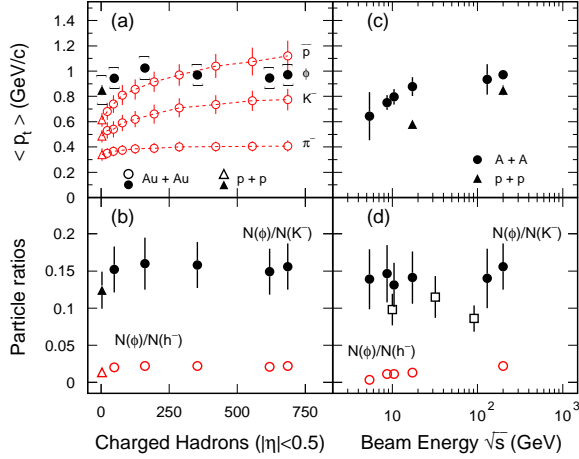 (a)
(c)
< p_t > (GeV/c)
1.4
1.2
1
0.8
0.6
0.4
0.2
0
p̄
ϕ
K⁻
π⁻
Au + Au
p + p
A + A
p + p
(b)
(d)
Particle ratios
0.2
0.15
0.1
0.05
0
N(ϕ)/N(K⁻)
N(ϕ)/N(h⁻)
N(ϕ)/N(K⁻)
N(ϕ)/N(h⁻)
0 250 500 750
10 10² 10³
Charged Hadrons (|η|<0.5)
Beam Energy √s (GeV)